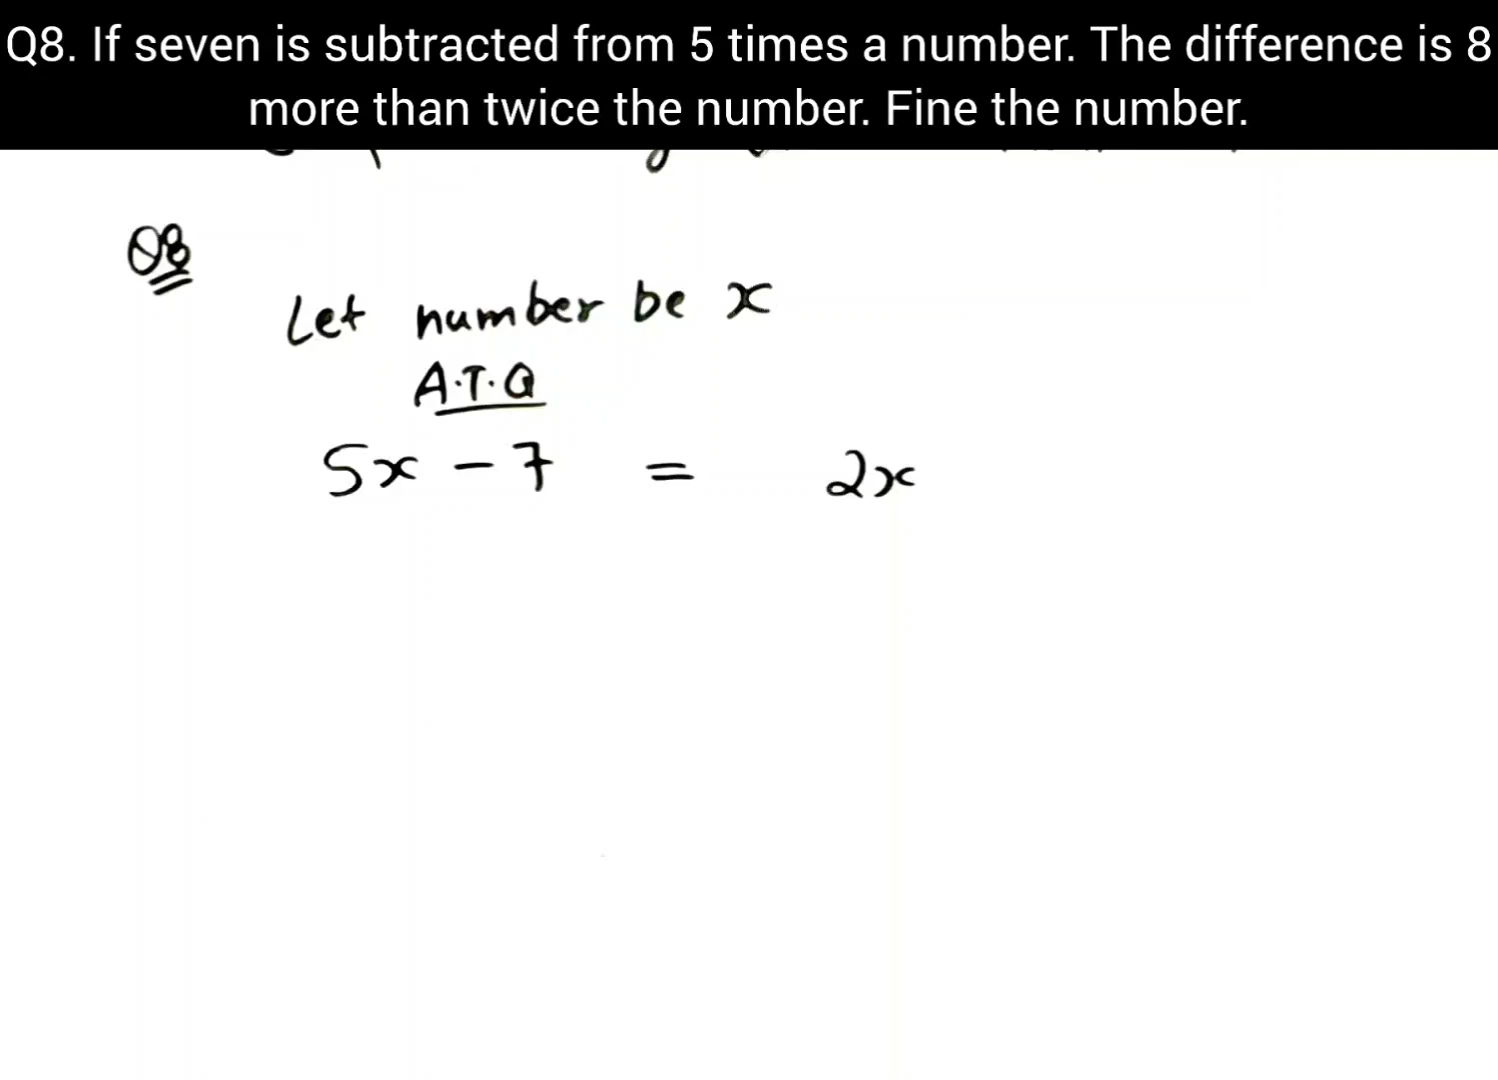 Q8. If seven is subtracted from 5 times a number. The difference is 8
more than twice the number. Fine the number.
Q8
Let number be x
A.T.Q
5x - 7 = 2x